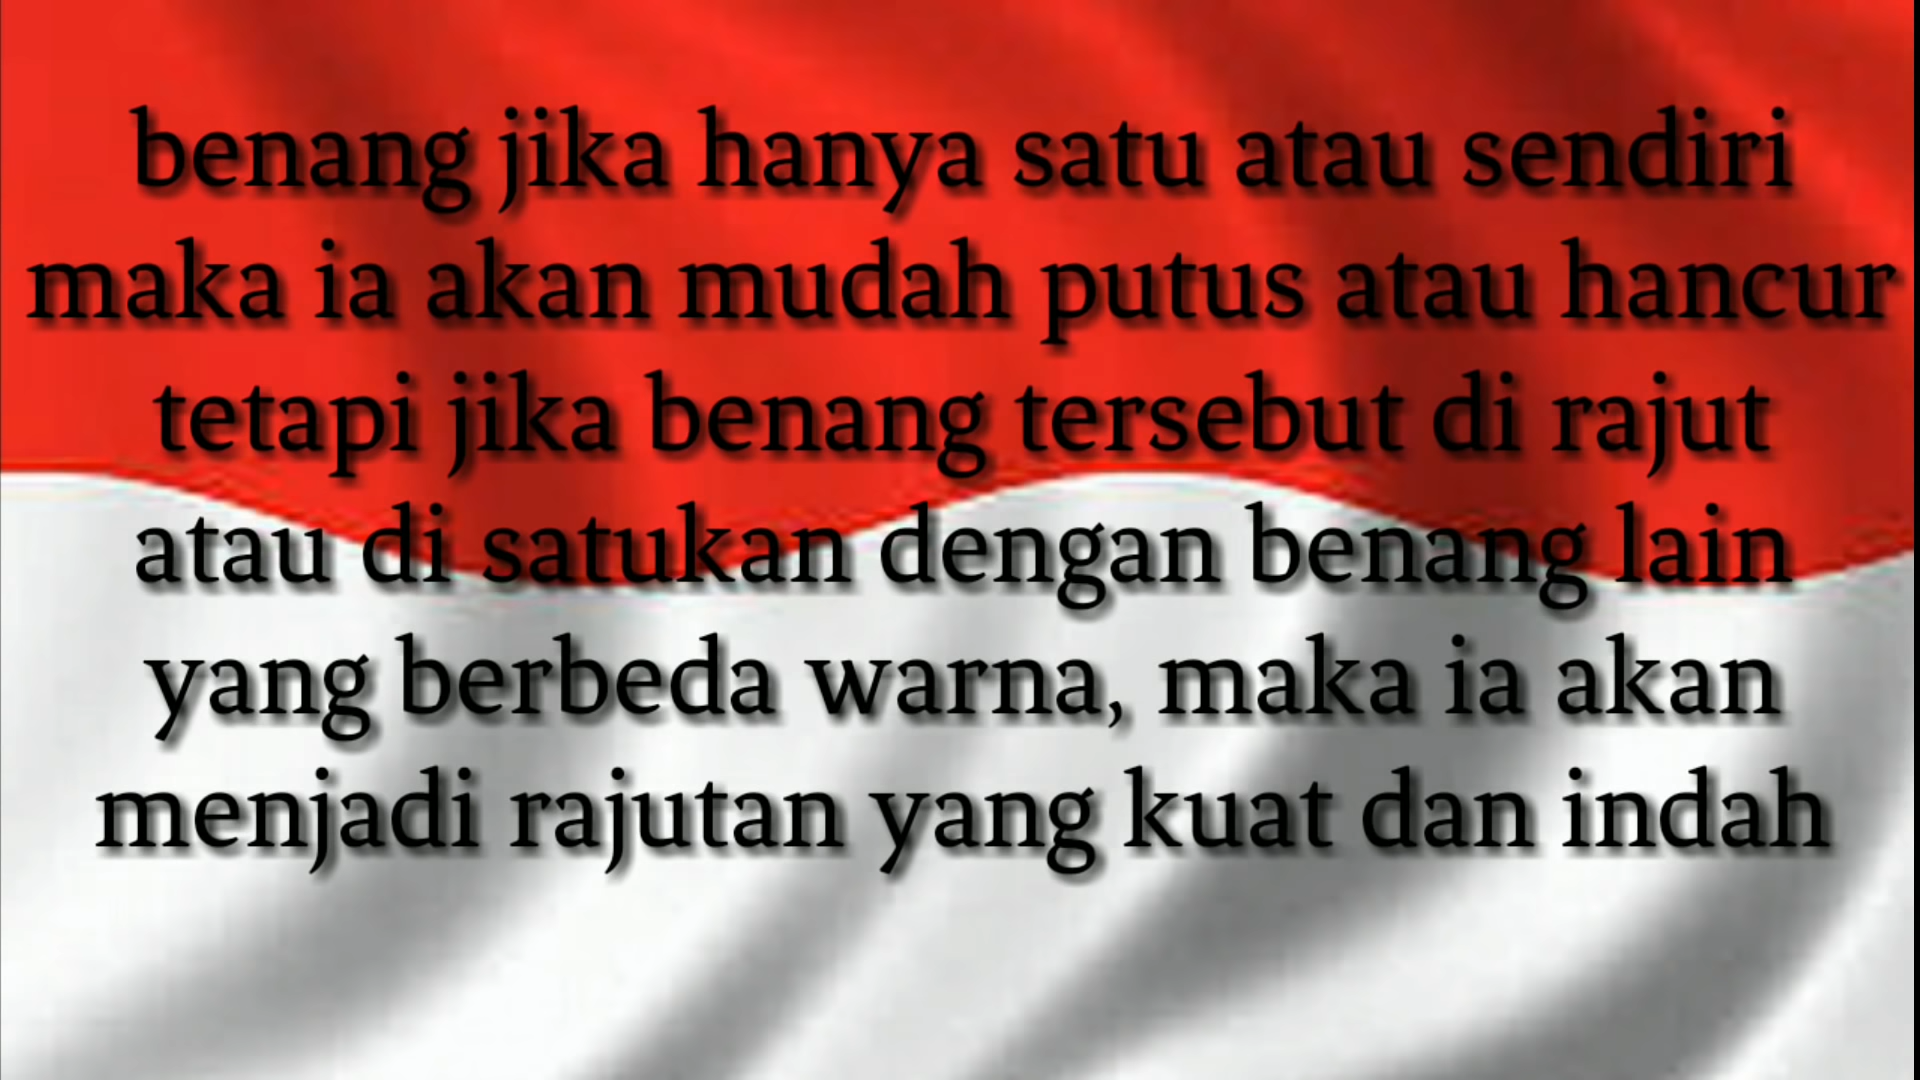 benang jika hanya satu atau sendiri
maka ia akan mudah putus atau hancur
tetapi jika benang tersebut di rajut
atau di satukan dengan benang lain
yang berbeda warna, maka ia akan
menjadi rajutan yang kuat dan indah